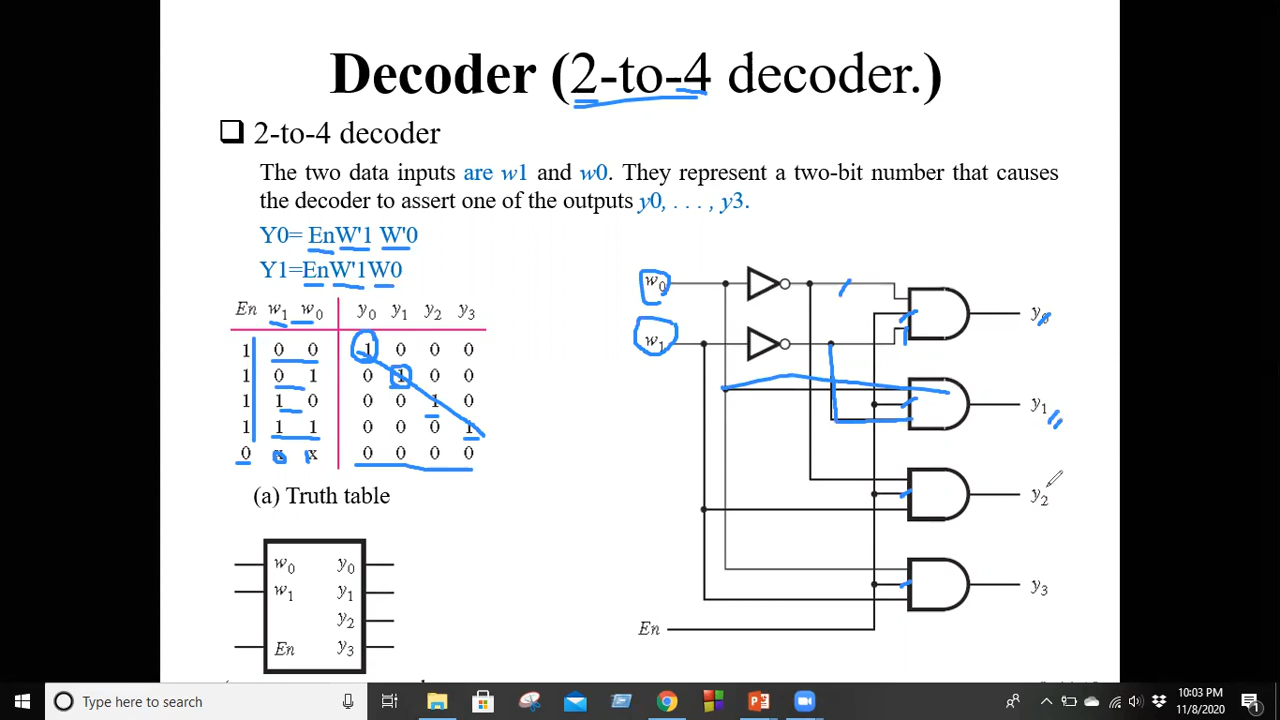 Decoder (2-to-4 decoder.)
❑ 2-to-4 decoder
The two data inputs are w1 and w0. They represent a two-bit number that causes
the decoder to assert one of the outputs y0, . . . , y3.
Y0= EnW'1 W'0
Y1=EnW'1W0
En w1 w0 y0 y1 y2 y3
1 0 0 1 0 0 0
1 0 1 0 1 0 0
1 1 0 0 0 1 0
1 1 1 0 0 0 1
0 x x 0 0 0 0
(a) Truth table
w0 y0
w1 y1
y2
En y3
w0
w1
y0
y1
y2
y3
En
Type here to search
10:03 PM
11/8/2020